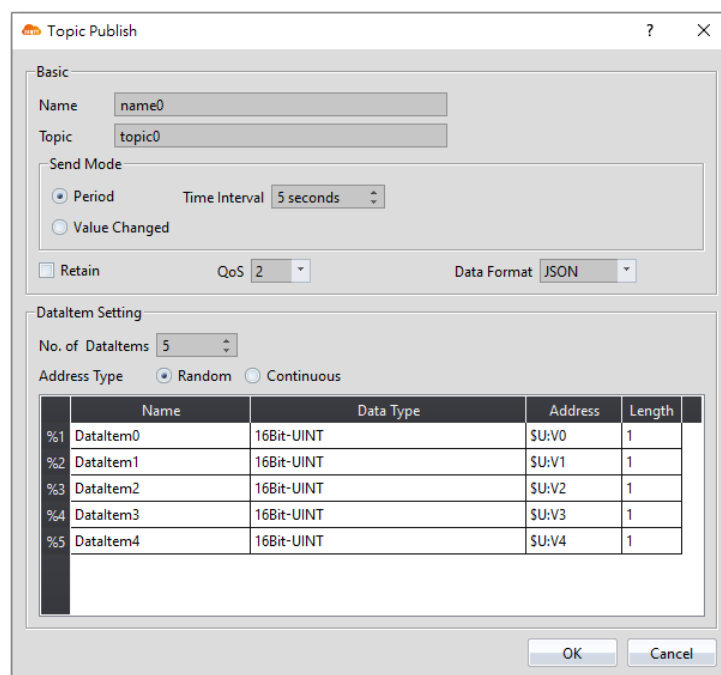 Topic Publish ? ×
Basic
Name name0
Topic topic0
Send Mode
Period Time Interval 5 seconds
Value Changed
Retain QoS 2 Data Format JSON
DataItem Setting
No. of DataItems 5
Address Type Random Continuous
Name Data Type Address Length
%1 DataItem0 16Bit-UINT $U:V0 1
%2 DataItem1 16Bit-UINT $U:V1 1
%3 DataItem2 16Bit-UINT $U:V2 1
%4 DataItem3 16Bit-UINT $U:V3 1
%5 DataItem4 16Bit-UINT $U:V4 1
OK Cancel